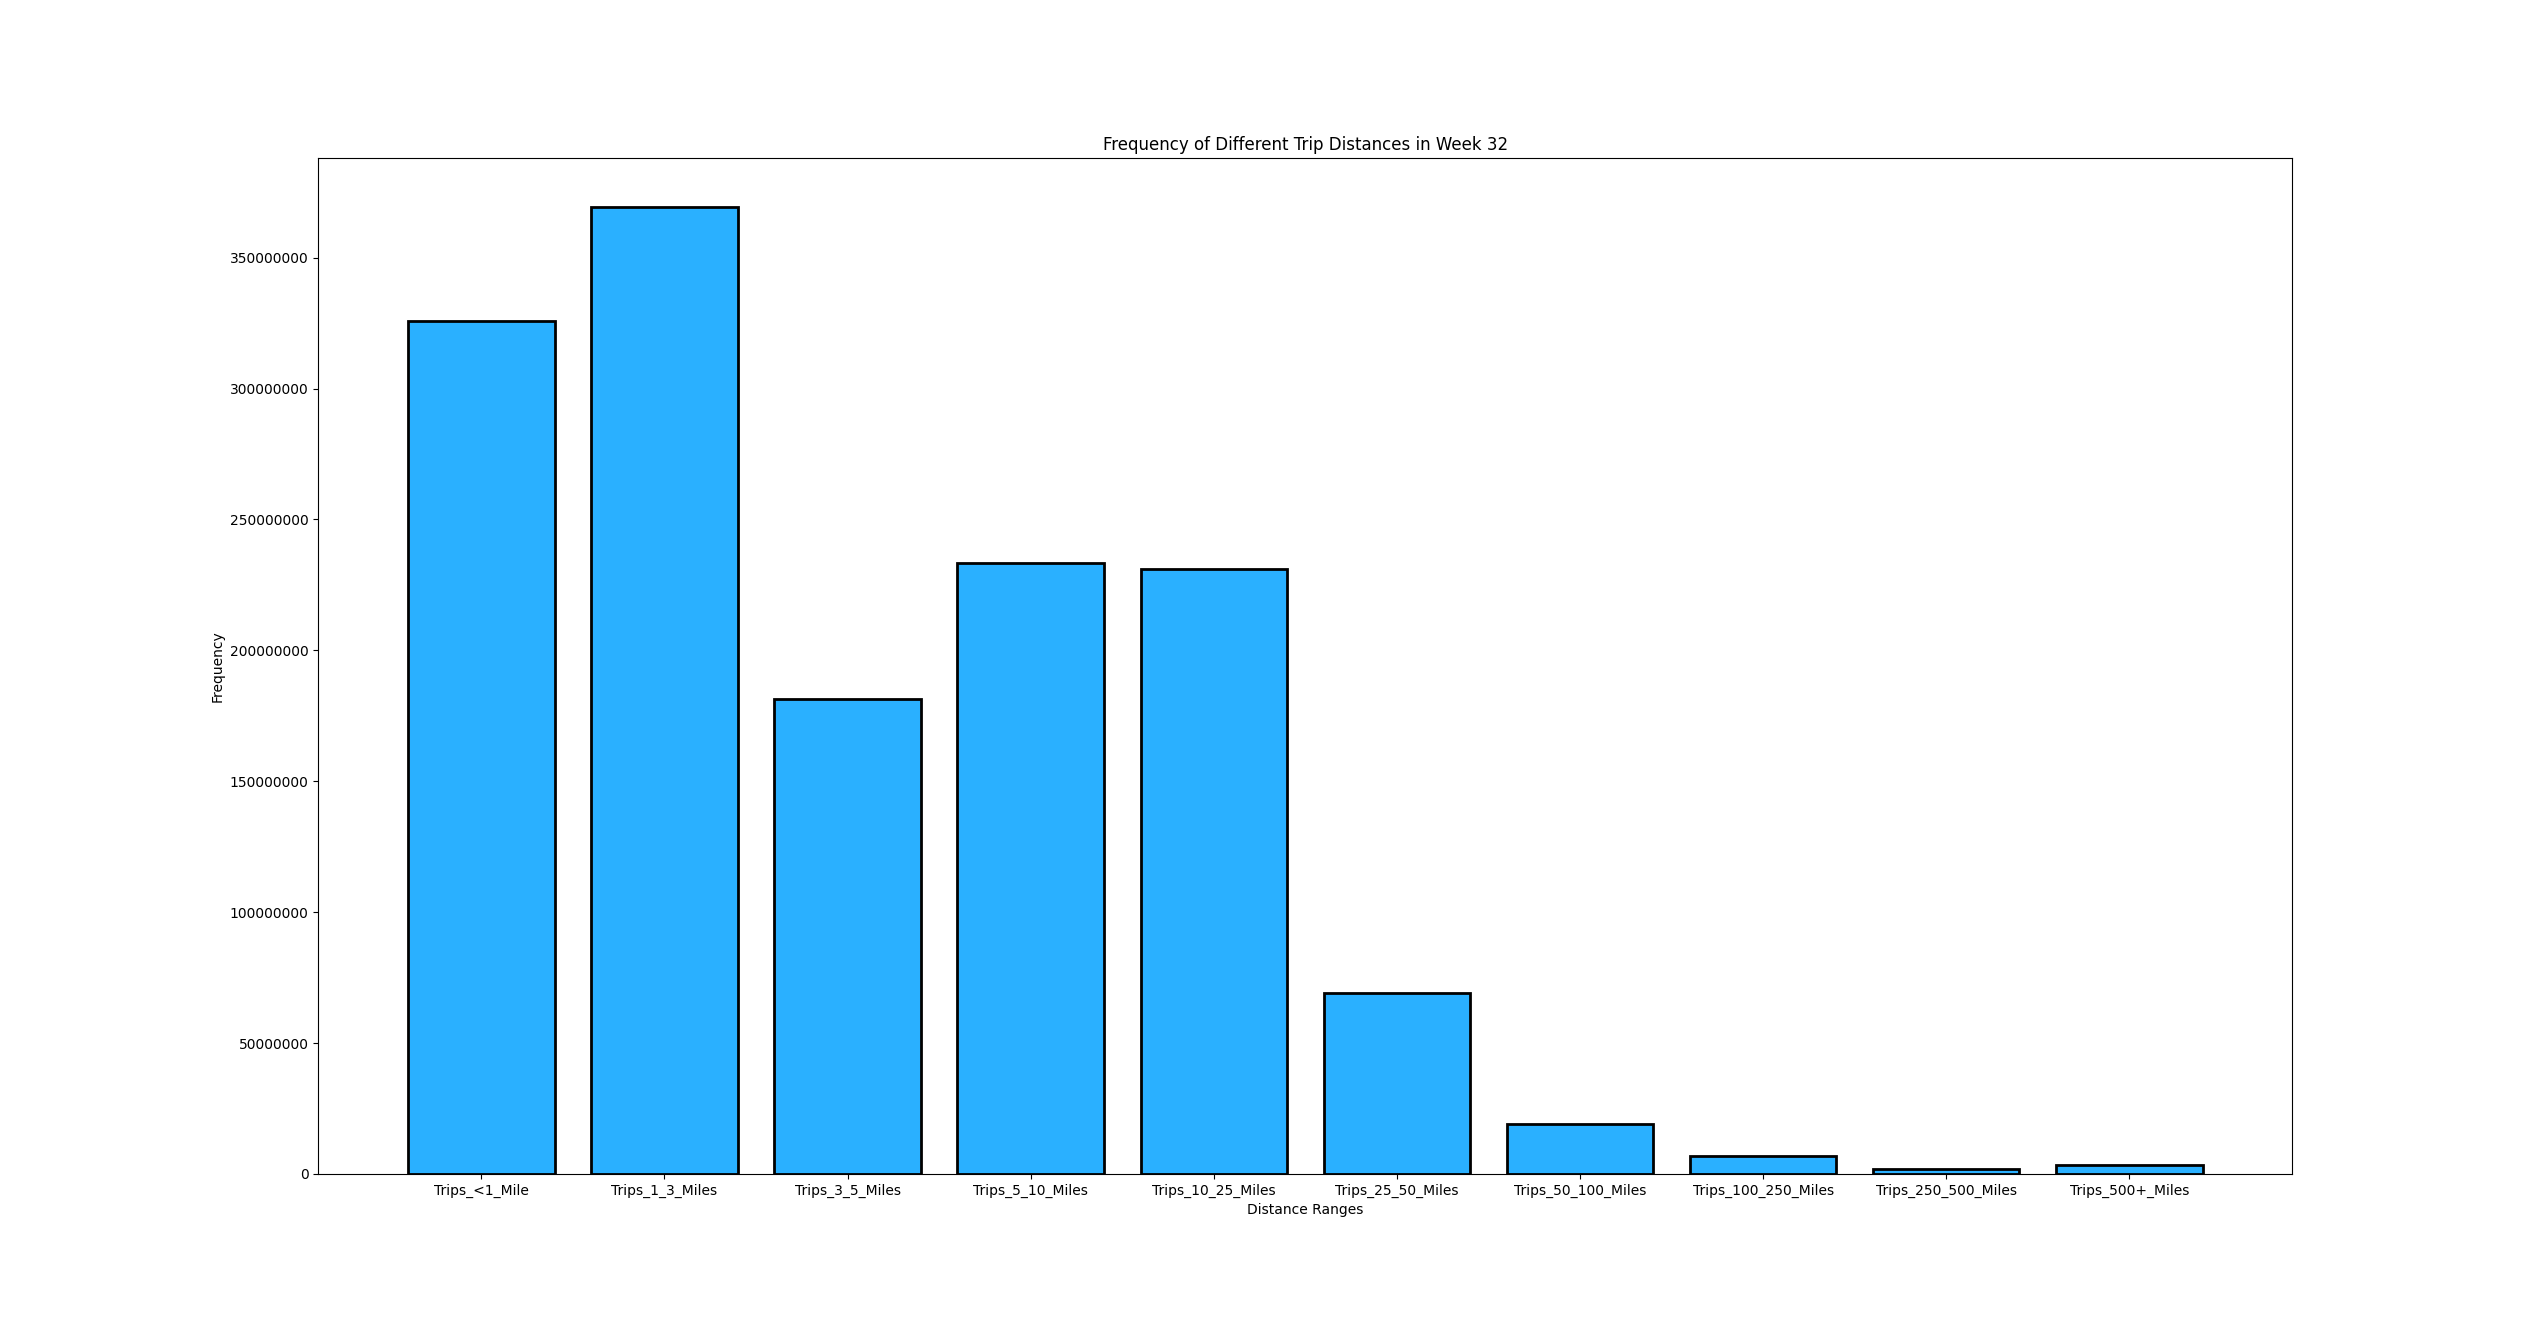 Frequency of Different Trip Distances in Week 32
350000000
300000000
250000000
200000000
150000000
100000000
50000000
0
Frequency
Trips_<1_Mile Trips_1_3_Miles Trips_3_5_Miles Trips_5_10_Miles Trips_10_25_Miles Trips_25_50_Miles Trips_50_100_Miles Trips_100_250_Miles Trips_250_500_Miles Trips_500+_Miles
Distance Ranges